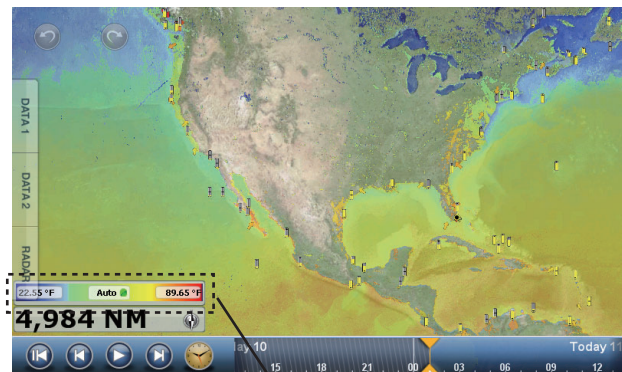 DATA 1
DATA 2
RADAR
22.55 °F Auto 89.65 °F
4,984 NM
ay 10 Today 11
15 18 21 00 03 06 09 12